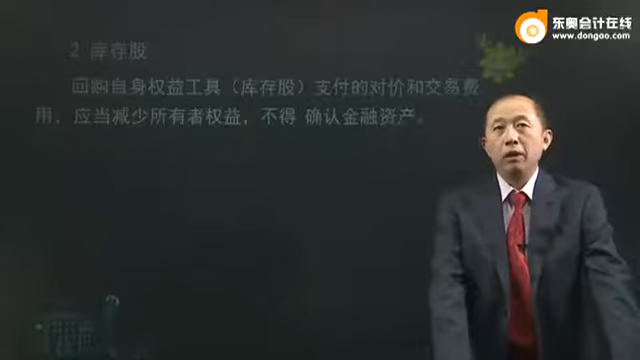 东奥会计在线
www.dongao.com
2 库存股
回购自身权益工具（库存股）支付的对价和交易费
用，应当减少所有者权益，不得 确认金融资产。